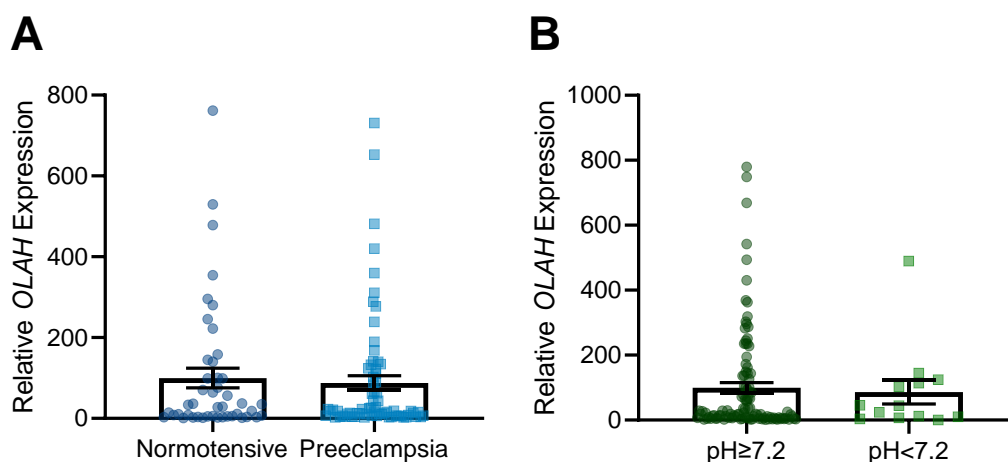 A
Relative OLAH Expression
800
600
400
200
0
Normotensive Preeclampsia
B
Relative OLAH Expression
1000
800
600
400
200
0
pH≥7.2 pH<7.2